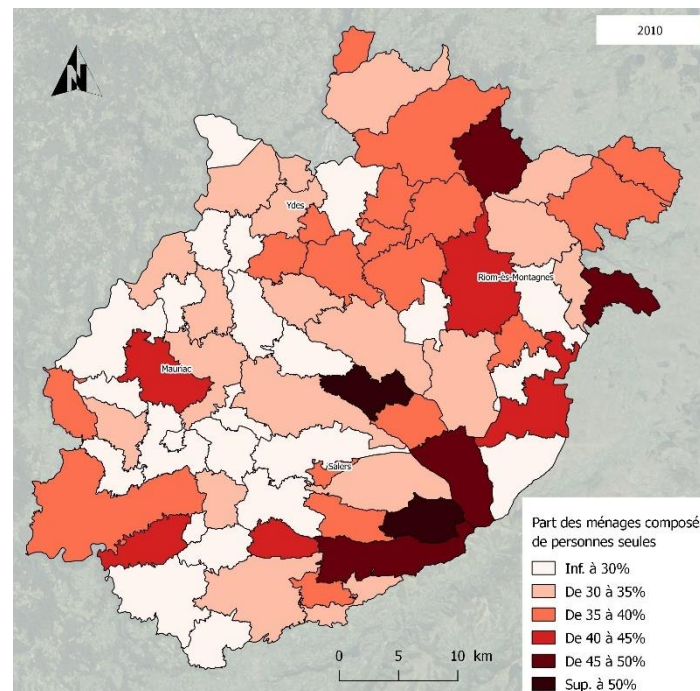 2010
N
Ydes
Riom-ès-Montagnes
Mauriac
Salers
Part des ménages composé
de personnes seules
Inf. à 30%
De 30 à 35%
De 35 à 40%
De 40 à 45%
De 45 à 50%
Sup. à 50%
0 5 10 km